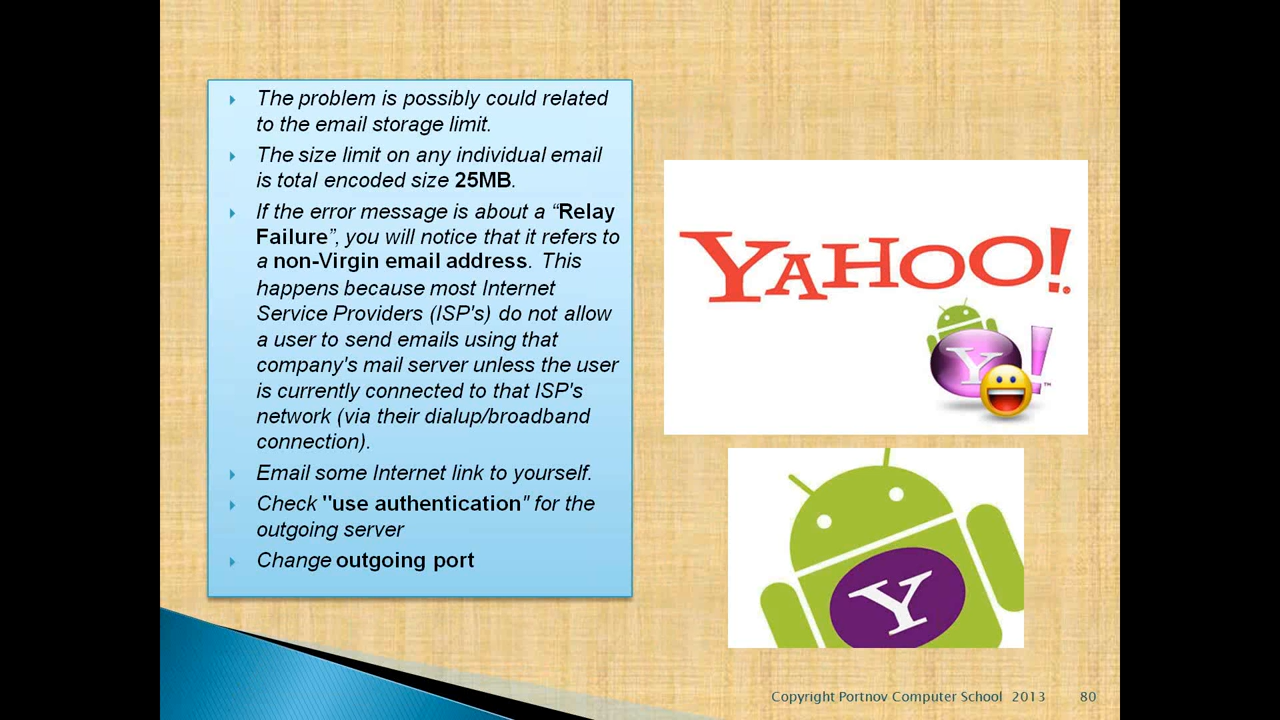 The problem is possibly could related
to the email storage limit.
The size limit on any individual email
is total encoded size 25MB.
If the error message is about a “Relay
Failure”, you will notice that it refers to
a non-Virgin email address. This
happens because most Internet
Service Providers (ISP's) do not allow
a user to send emails using that
company's mail server unless the user
is currently connected to that ISP's
network (via their dialup/broadband
connection).
Email some Internet link to yourself.
Check "use authentication" for the
outgoing server
Change outgoing port
YAHOO!®
Y!™
Y
Copyright Portnov Computer School 2013 80